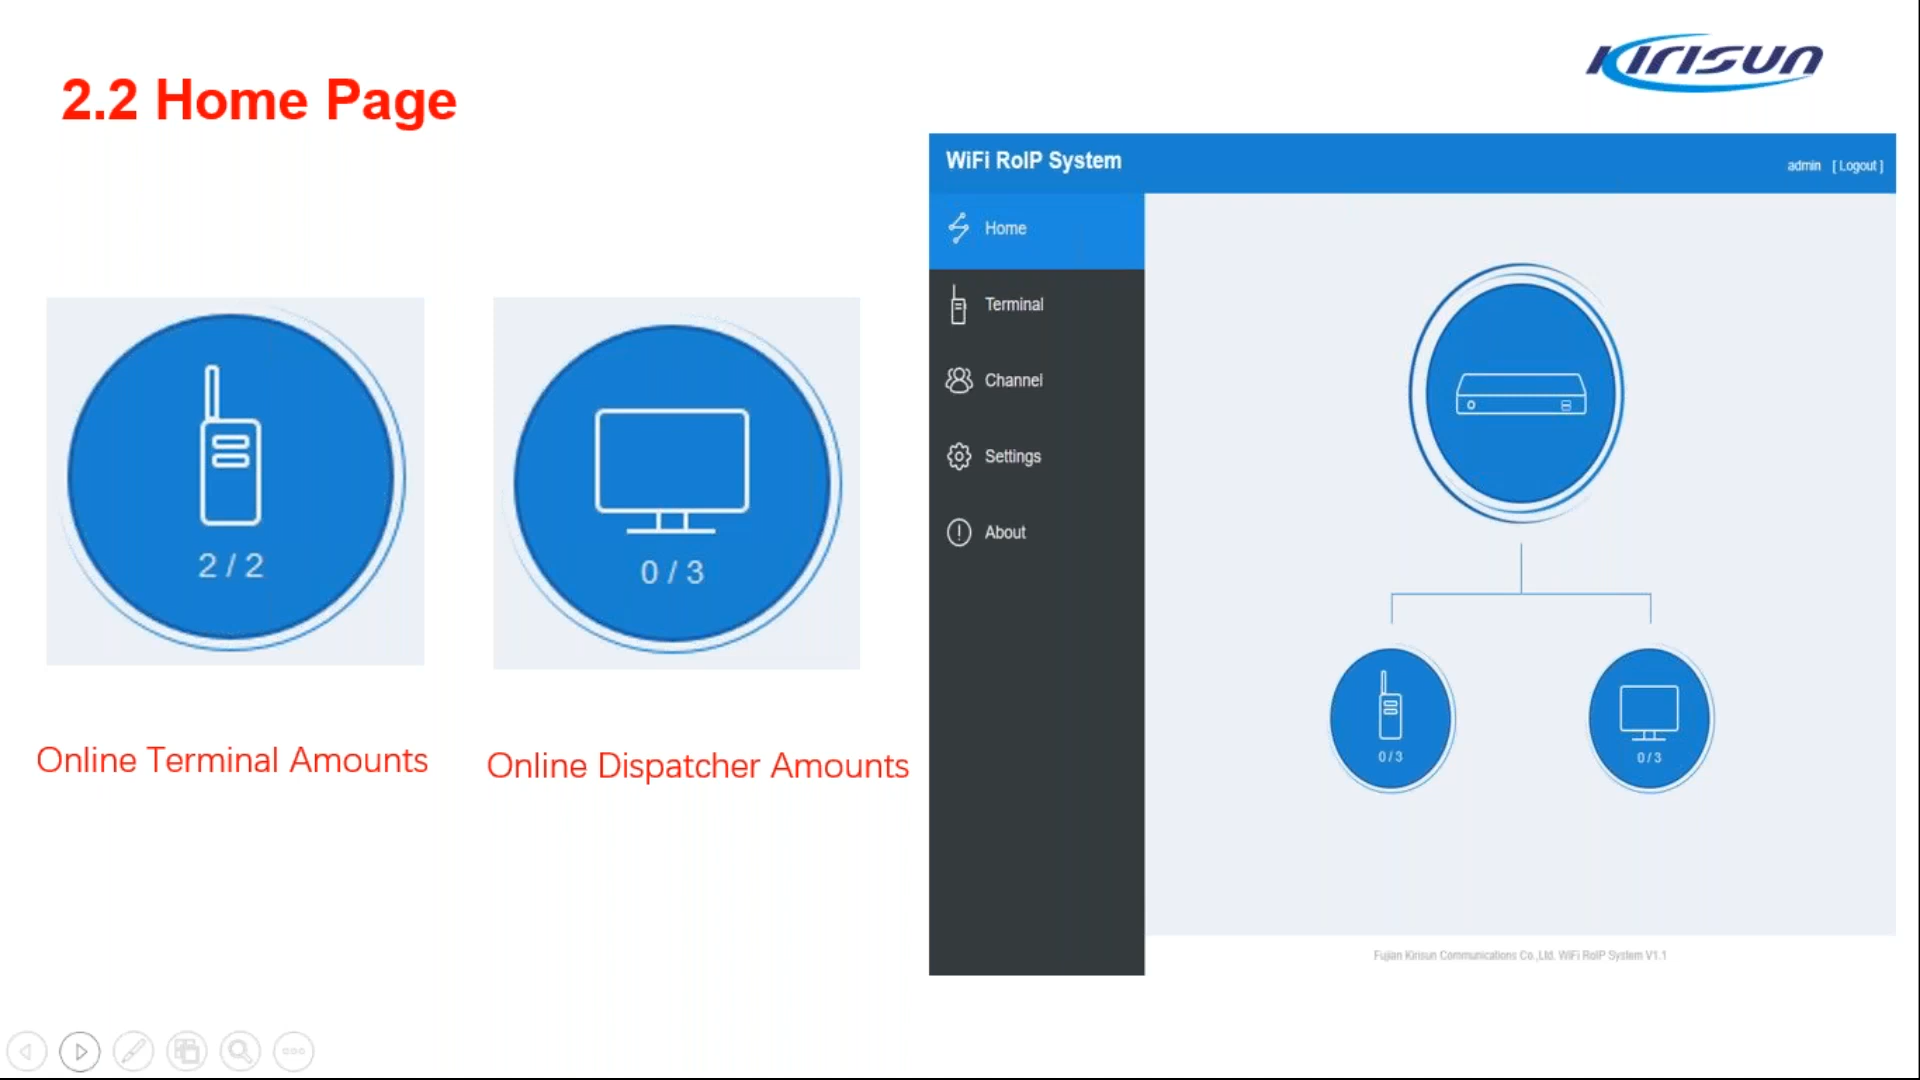 KIRISUN
2.2 Home Page
WiFi RoIP System
admin [ Logout ]
Home
Terminal
Channel
Settings
About
2 / 2
0 / 3
0 / 3
0 / 3
Online Terminal Amounts
Online Dispatcher Amounts
Fujian Kirisun Communications Co.,Ltd. WiFi RoIP System V1.1